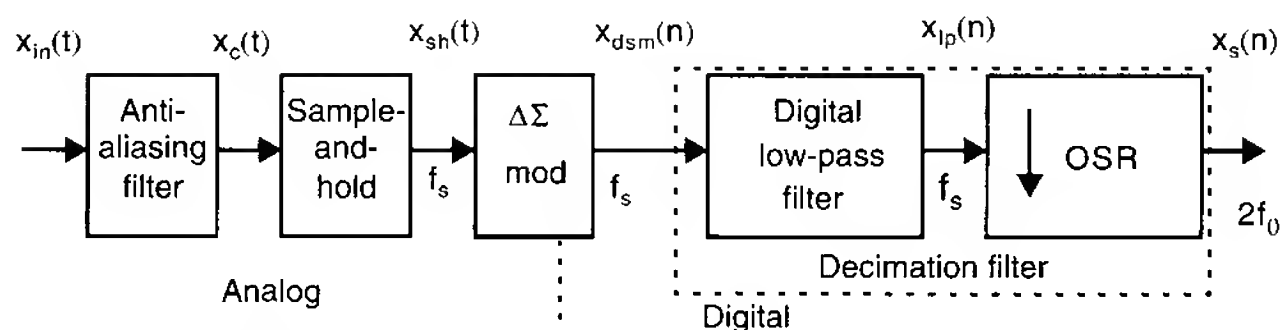 x_in(t)
x_c(t)
x_sh(t)
x_dsm(n)
x_lp(n)
x_s(n)
Anti-
aliasing
filter
Sample-
and-
hold
f_s
ΔΣ
mod
f_s
Digital
low-pass
filter
f_s
OSR
2f_0
Decimation filter
Analog
Digital